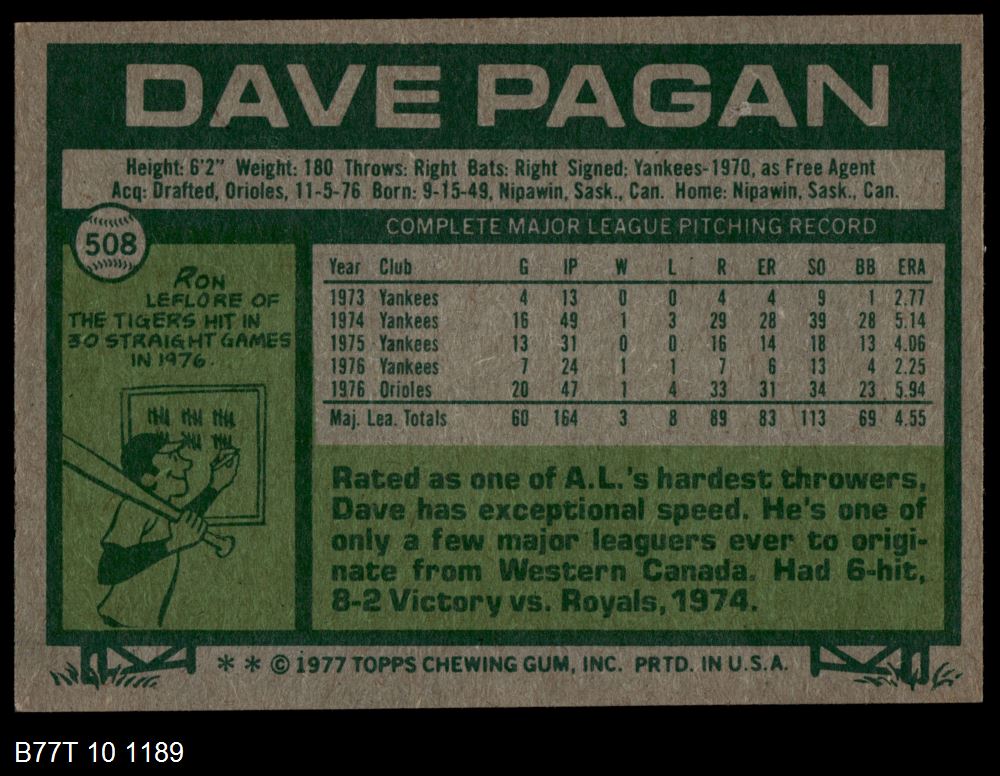 DAVE PAGAN
Height: 6'2" Weight: 180 Throws: Right Bats: Right Signed: Yankees-1970, as Free Agent
Acq: Drafted, Orioles, 11-5-76 Born: 9-15-49, Nipawin, Sask., Can. Home: Nipawin, Sask., Can.
508
RON
LEFLORE OF
THE TIGERS HIT IN
30 STRAIGHT GAMES
IN 1976.
COMPLETE MAJOR LEAGUE PITCHING RECORD
Year Club G IP W L R ER SO BB ERA
1973 Yankees 4 13 0 0 4 4 9 1 2.77
1974 Yankees 16 49 1 3 29 28 39 28 5.14
1975 Yankees 13 31 0 0 16 14 18 13 4.06
1976 Yankees 7 24 1 1 7 6 13 4 2.25
1976 Orioles 20 47 1 4 33 31 34 23 5.94
Maj. Lea. Totals 60 164 3 8 89 83 113 69 4.55
Rated as one of A.L.'s hardest throwers,
Dave has exceptional speed. He's one of
only a few major leaguers ever to origi-
nate from Western Canada. Had 6-hit,
8-2 Victory vs. Royals, 1974.
* * © 1977 TOPPS CHEWING GUM, INC. PRTD. IN U.S.A.
B77T 10 1189